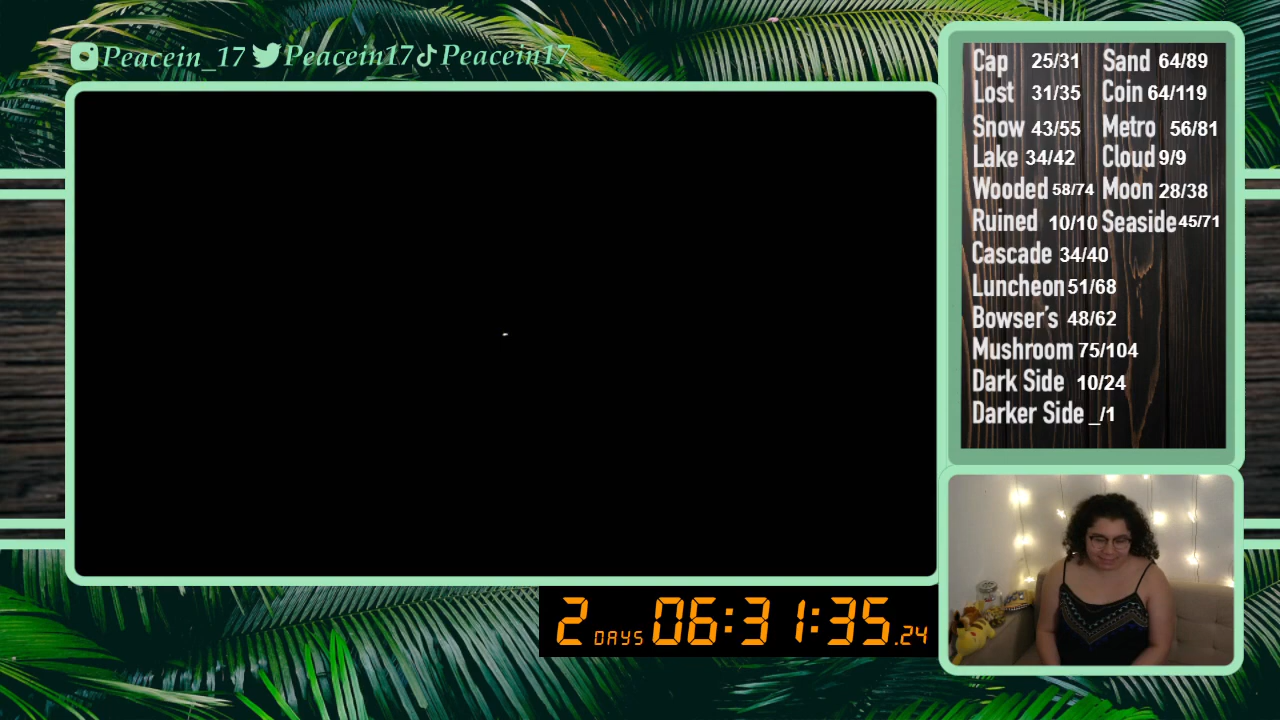 Peacein_17 Peacein17 Peacein17
Cap 25/31 Sand 64/89
Lost 31/35 Coin 64/119
Snow 43/55 Metro 56/81
Lake 34/42 Cloud 9/9
Wooded 58/74 Moon 28/38
Ruined 10/10 Seaside 45/71
Cascade 34/40
Luncheon 51/68
Bowser's 48/62
Mushroom 75/104
Dark Side 10/24
Darker Side _/1
2 DAYS 06:31:35.24